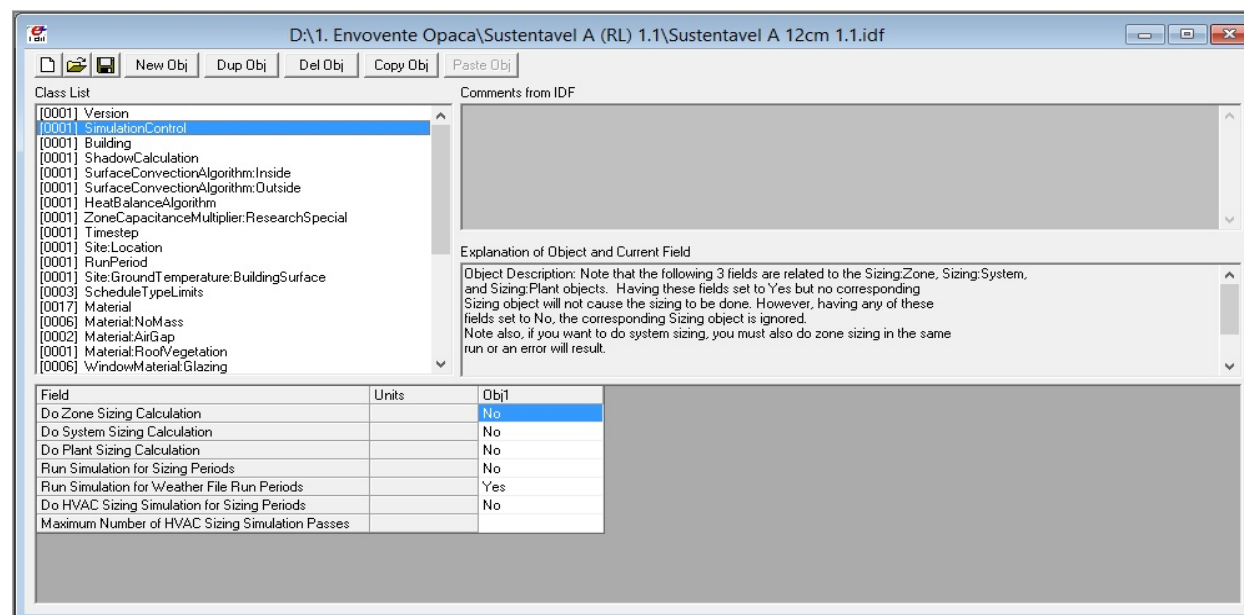 D:\1. Envovente Opaca\Sustentavel A (RL) 1.1\Sustentavel A 12cm 1.1.idf
New Obj Dup Obj Del Obj Copy Obj Paste Obj
Class List
[0001] Version
[0001] SimulationControl
[0001] Building
[0001] ShadowCalculation
[0001] SurfaceConvectionAlgorithm:Inside
[0001] SurfaceConvectionAlgorithm:Outside
[0001] HeatBalanceAlgorithm
[0001] ZoneCapacitanceMultiplier:ResearchSpecial
[0001] Timestep
[0001] Site:Location
[0001] RunPeriod
[0001] Site:GroundTemperature:BuildingSurface
[0003] ScheduleTypeLimits
[0017] Material
[0006] Material:NoMass
[0002] Material:AirGap
[0001] Material:RoofVegetation
[0006] WindowMaterial:Glazing
Comments from IDF
Explanation of Object and Current Field
Object Description: Note that the following 3 fields are related to the Sizing:Zone, Sizing:System,
and Sizing:Plant objects. Having these fields set to Yes but no corresponding
Sizing object will not cause the sizing to be done. However, having any of these
fields set to No, the corresponding Sizing object is ignored.
Note also, if you want to do system sizing, you must also do zone sizing in the same
run or an error will result.
Field Units Obj1
Do Zone Sizing Calculation No
Do System Sizing Calculation No
Do Plant Sizing Calculation No
Run Simulation for Sizing Periods No
Run Simulation for Weather File Run Periods Yes
Do HVAC Sizing Simulation for Sizing Periods No
Maximum Number of HVAC Sizing Simulation Passes